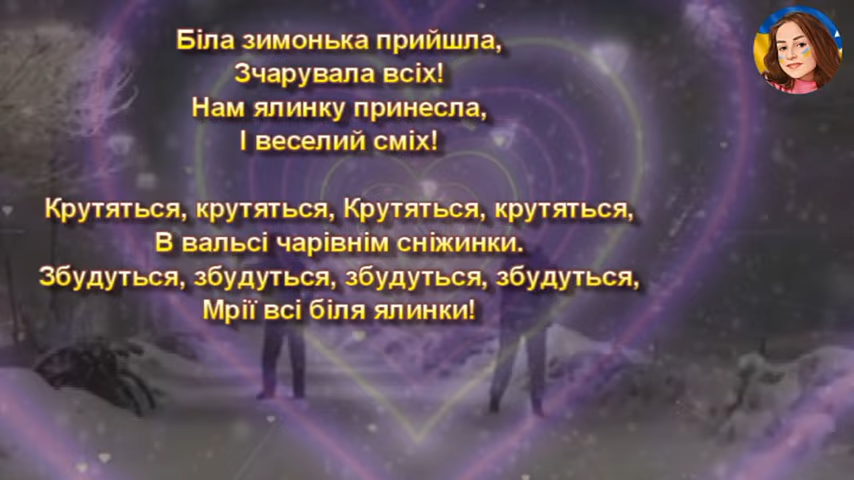 Біла зимонька прийшла,
Зчарувала всіх!
Нам ялинку принесла,
І веселий сміх!
Крутяться, крутяться, Крутяться, крутяться,
В вальсі чарівнім сніжинки.
Збудуться, збудуться, збудуться, збудуться,
Мрії всі біля ялинки!